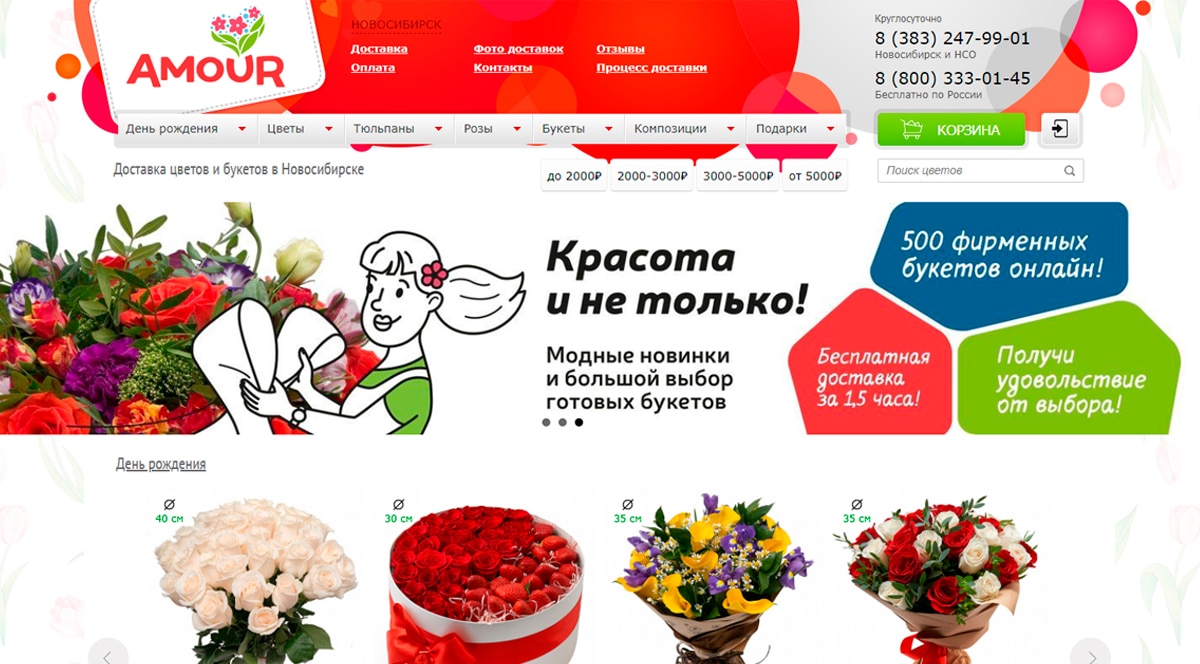 AMOUR
НОВОСИБИРСК
Доставка
Фото доставок
Отзывы
Оплата
Контакты
Процесс доставки
Круглосуточно
8 (383) 247-99-01
Новосибирск и НСО
8 (800) 333-01-45
Бесплатно по России
День рождения
Цветы
Тюльпаны
Розы
Букеты
Композиции
Подарки
КОРЗИНА
Доставка цветов и букетов в Новосибирске
до 2000₽
2000-3000₽
3000-5000₽
от 5000₽
Поиск цветов
Красота
и не только!
Модные новинки
и большой выбор
готовых букетов
500 фирменных
букетов онлайн!
Бесплатная
доставка
за 1,5 часа!
Получи
удовольствие
от выбора!
День рождения
40 см
30 см
35 см
35 см